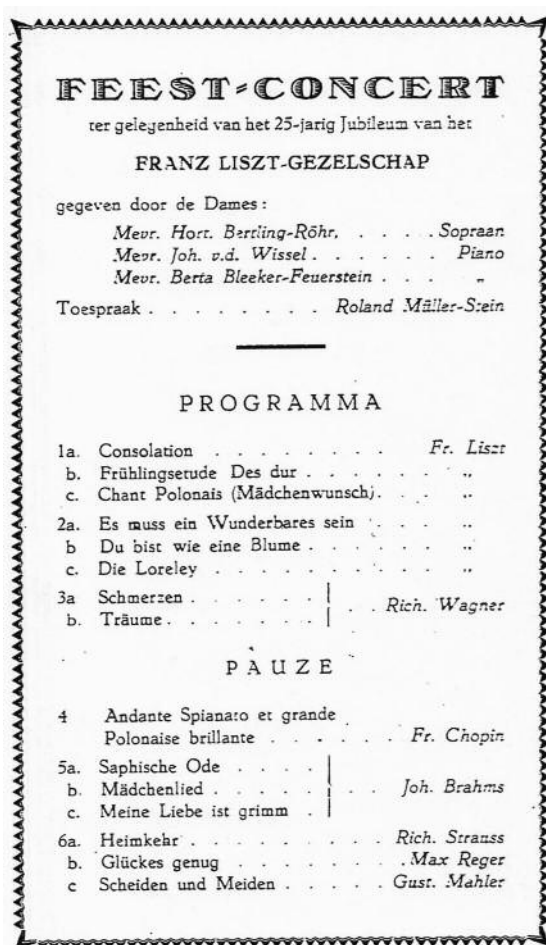 FEEST-CONCERT
ter gelegenheid van het 25-jarig Jubileum van het
FRANZ LISZT-GEZELSCHAP
gegeven door de Dames :
Mevr. Hort. Bertling-Röhr, . . . . Sopraan
Mevr. Joh. v.d. Wissel . . . . . . Piano
Mevr. Berta Bleeker-Feuerstein . . . „
Toespraak . . . . . . . . Roland Müller-Stein
PROGRAMMA
1a. Consolation . . . . . . . Fr. Liszt
b. Frühlingsetude Des dur . . . . . . „
c. Chant Polonais (Mädchenwunsch) . . . „
2a. Es muss ein Wunderbares sein . . . „
b Du bist wie eine Blume . . . . . . „
c. Die Loreley . . . . . . . . . . „
3a Schmerzen . . . . . .
b. Träume . . . . . . . . . Rich. Wagner
PAUZE
4 Andante Spianato et grande
Polonaise brillante . . . . . . . Fr. Chopin
5a. Saphische Ode . . . .
b. Mädchenlied . . . . . . . Joh. Brahms
c. Meine Liebe ist grimm .
6a. Heimkehr . . . . . . . . Rich. Strauss
b. Glückes genug . . . . . . . Max Reger
c Scheiden und Meiden . . . . . Gust. Mahler